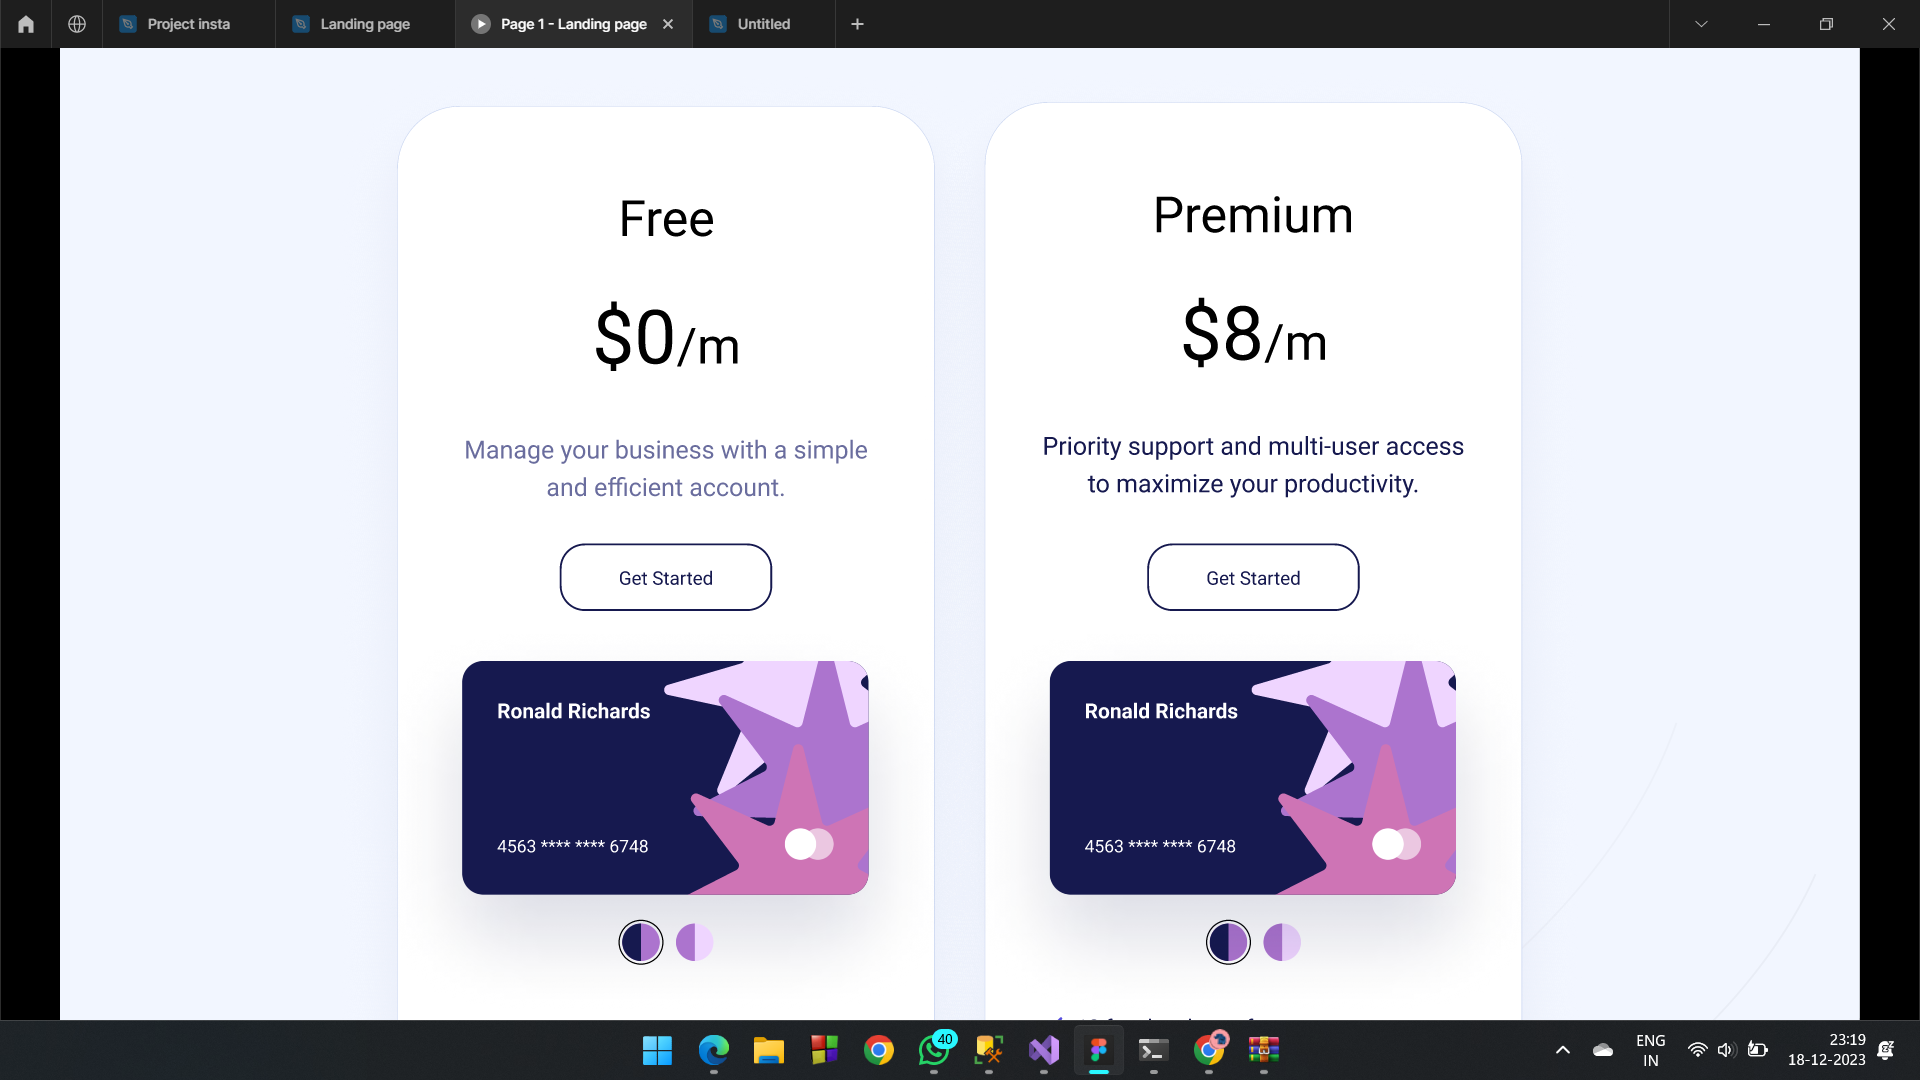 Project insta
Landing page
Page 1 - Landing page
Untitled
Free
$0/m
Manage your business with a simple
and efficient account.
Get Started
Ronald Richards
4563 **** **** 6748
Premium
$8/m
Priority support and multi-user access
to maximize your productivity.
Get Started
Ronald Richards
4563 **** **** 6748
40
ENG
IN
23:19
18-12-2023